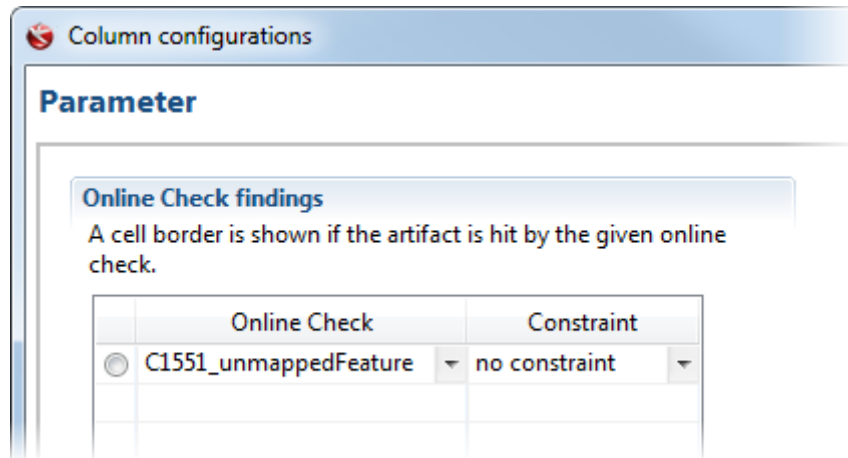 Column configurations
Parameter
Online Check findings
A cell border is shown if the artifact is hit by the given online
check.
Online Check Constraint
C1551_unmappedFeature no constraint